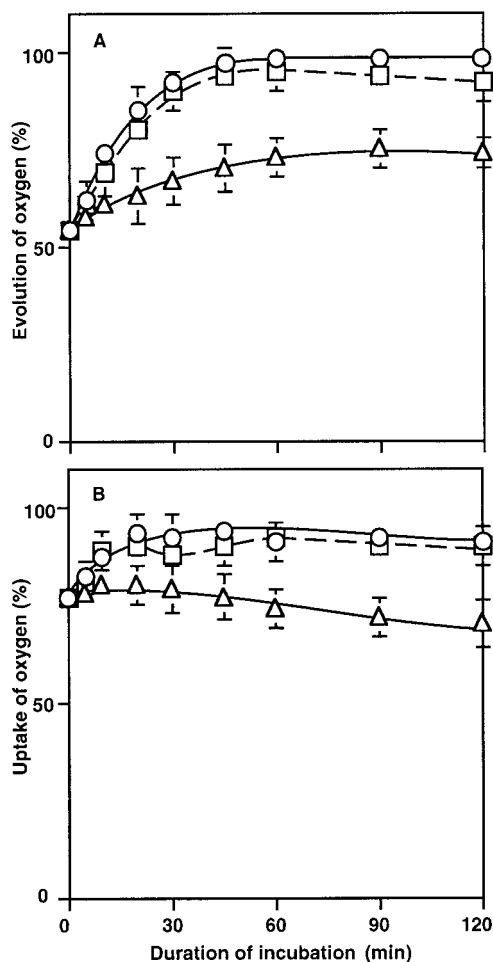 A
100
50
0
Evolution of oxygen (%)
B
100
50
0
Uptake of oxygen (%)
0 30 60 90 120
Duration of incubation (min)